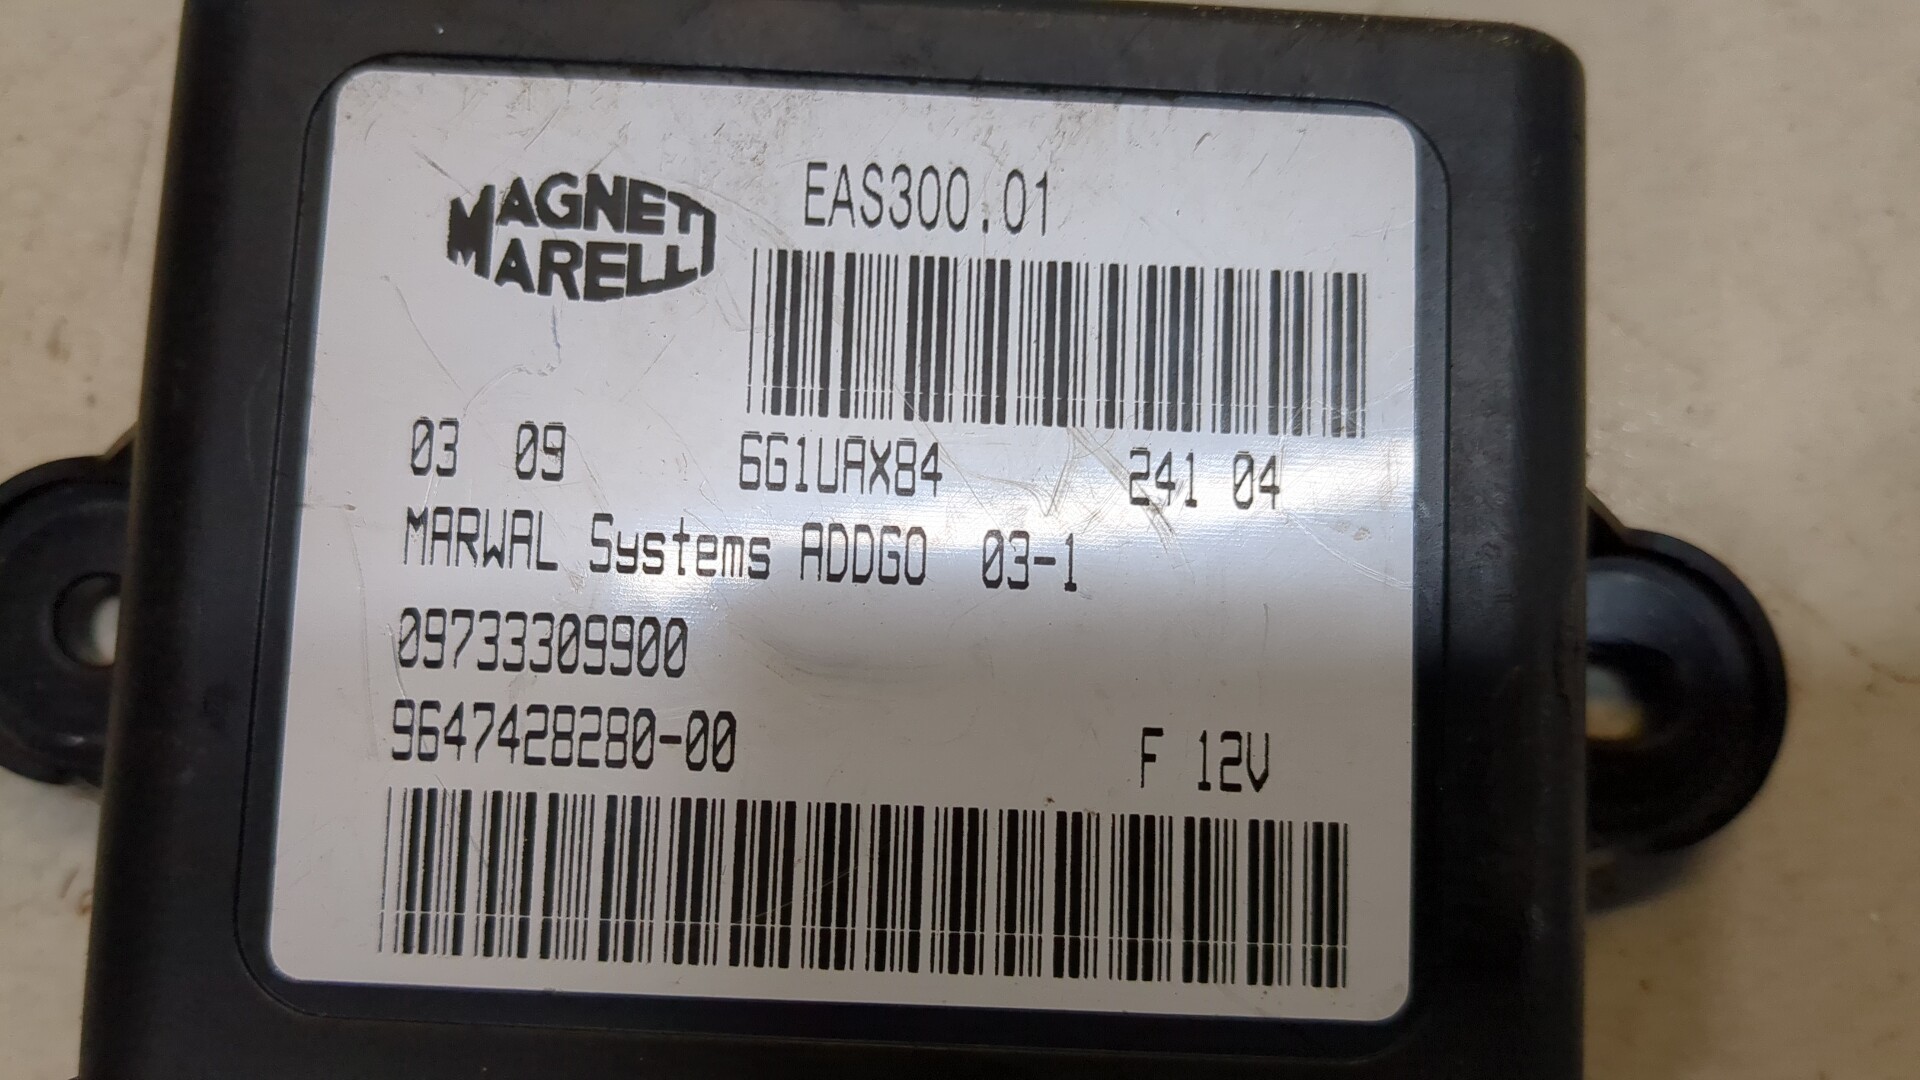 MAGNETI
MARELLI
EAS300.01
03 09 6G1UAX84 241 04
MARWAL Systems ADDGO 03-1
09733309900
9647428280-00 F 12V